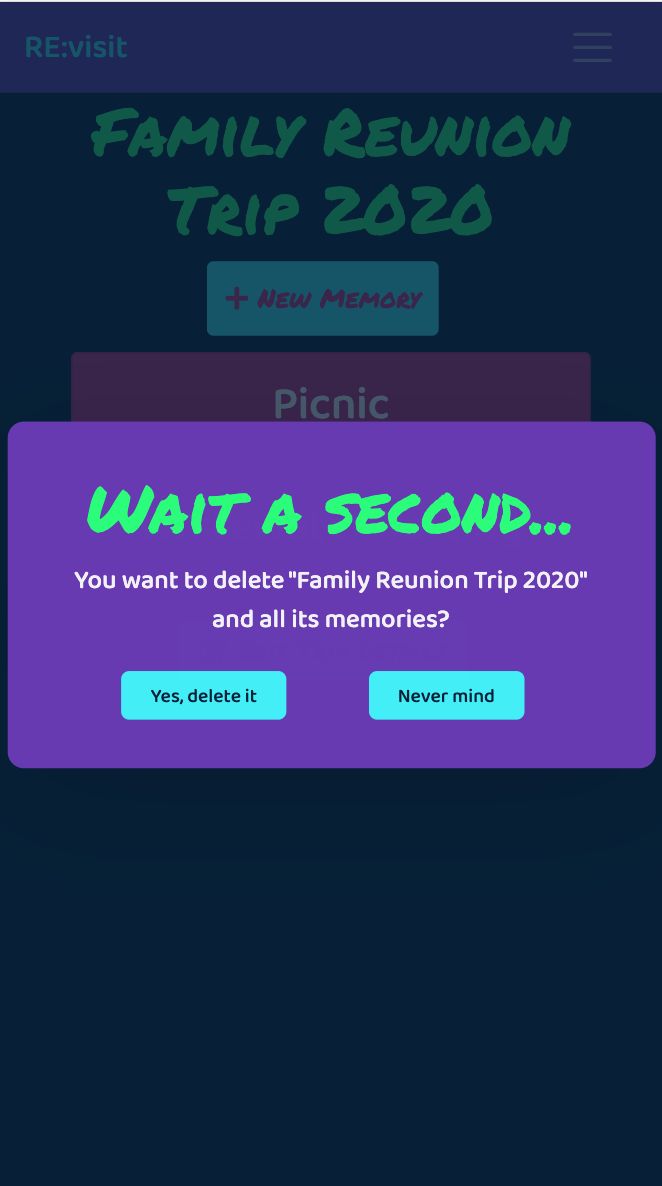 RE:visit
Family Reunion
Trip 2020
+ New Memory
Picnic
Wait a second...
You want to delete "Family Reunion Trip 2020"
and all its memories?
Yes, delete it
Never mind